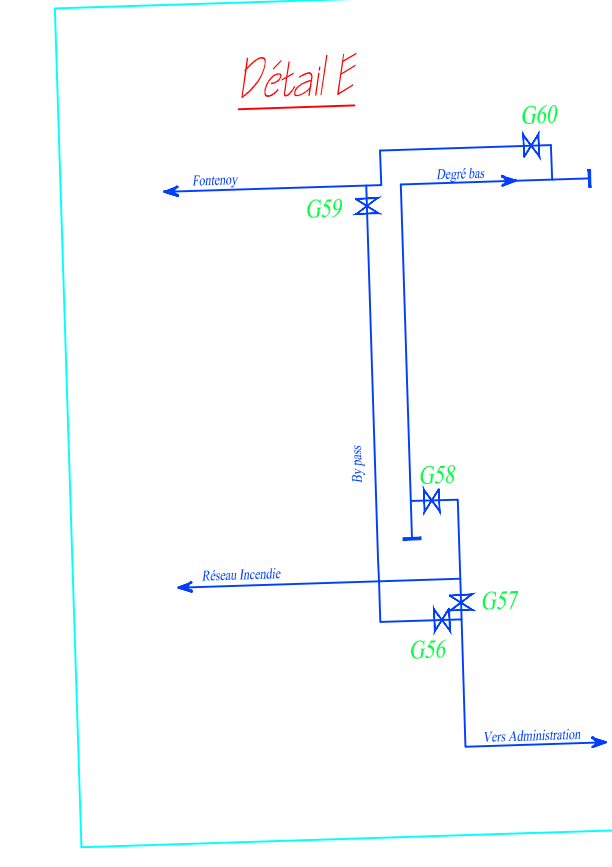 Détail E
G60
Fontenoy
Degré bas
G59
By pass
G58
Réseau Incendie
G57
G56
Vers Administration